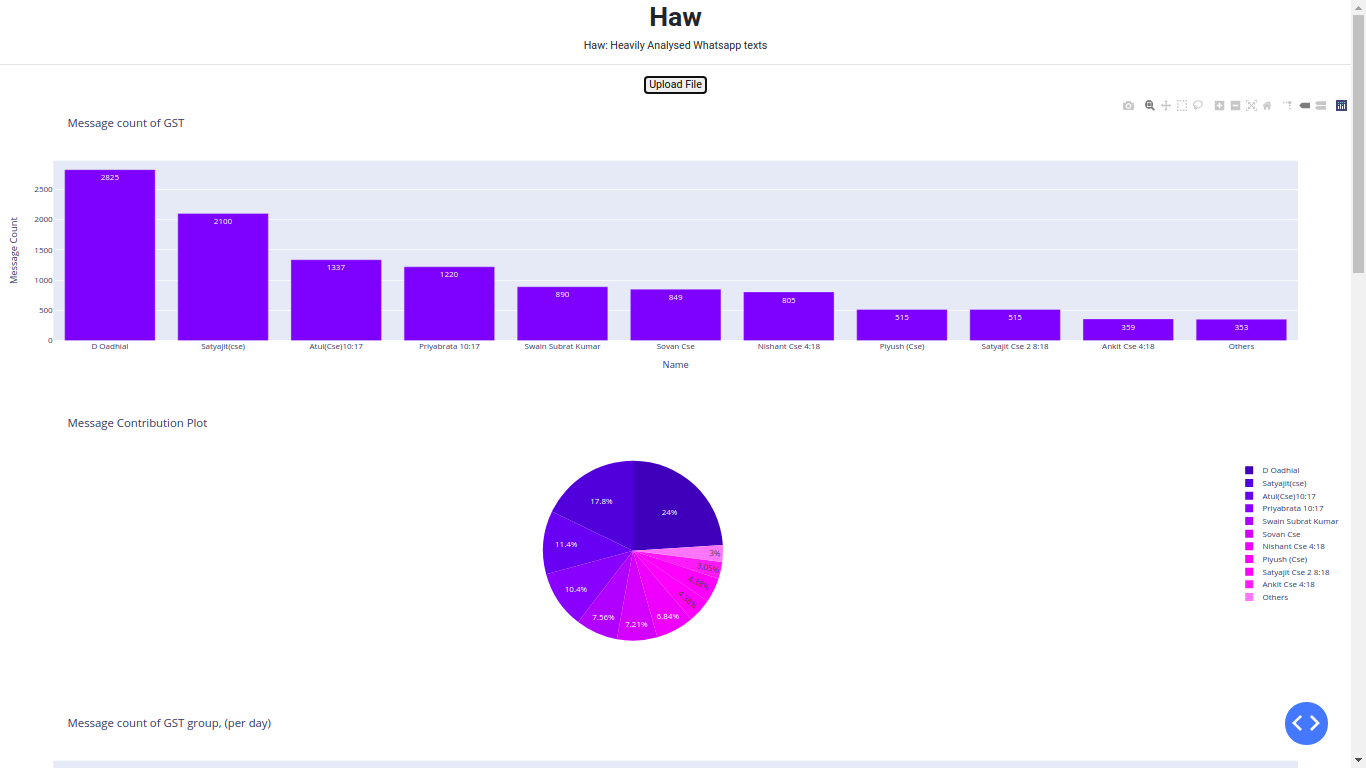 Haw
Haw: Heavily Analysed Whatsapp texts
Upload File
Message count of GST
Message Count
2500
2000
1500
1000
500
0
2825
2100
1337
1220
890
849
805
515
515
359
353
D Oadhial
Satyajit(cse)
Atul(Cse)10:17
Priyabrata 10:17
Swain Subrat Kumar
Sovan Cse
Nishant Cse 4:18
Piyush (Cse)
Satyajit Cse 2 8:18
Ankit Cse 4:18
Others
Name
Message Contribution Plot
24%
17.8%
11.4%
10.4%
7.56%
7.21%
6.84%
3.05%
3%
D Oadhial
Satyajit(cse)
Atul(Cse)10:17
Priyabrata 10:17
Swain Subrat Kumar
Sovan Cse
Nishant Cse 4:18
Piyush (Cse)
Satyajit Cse 2 8:18
Ankit Cse 4:18
Others
Message count of GST group, (per day)